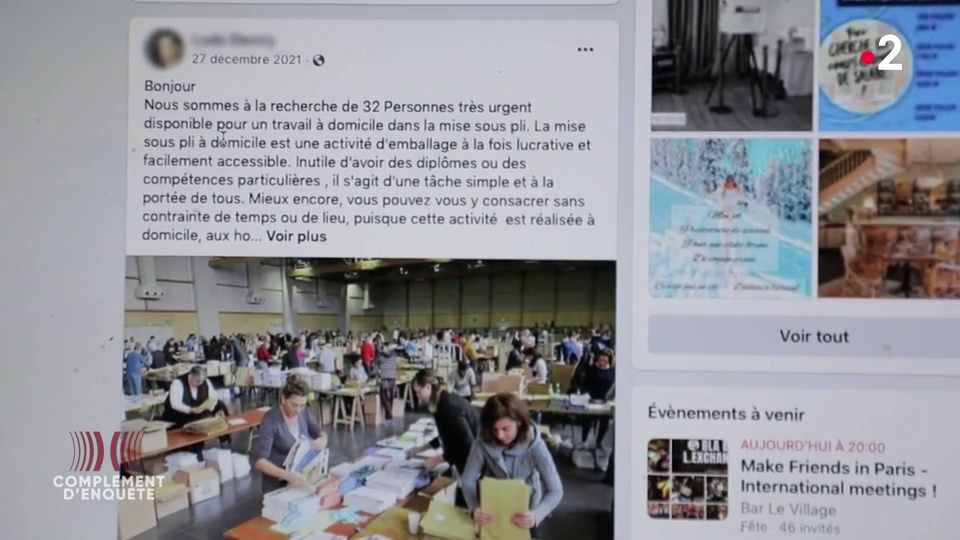 27 décembre 2021
Bonjour
Nous sommes à la recherche de 32 Personnes très urgent
disponible pour un travail à domicile dans la mise sous pli. La mise
sous pli à domicile est une activité d'emballage à la fois lucrative et
facilement accessible. Inutile d'avoir des diplômes ou des
compétences particulières , il s'agit d'une tâche simple et à la
portée de tous. Mieux encore, vous pouvez vous y consacrer sans
contrainte de temps ou de lieu, puisque cette activité est réalisée à
domicile, aux ho... Voir plus
COMPLÉMENT
D'ENQUÊTE
2
CHERCHE
DE SALLE
Voir tout
Évènements à venir
AUJOURD'HUI À 20:00
Make Friends in Paris -
International meetings !
Bar Le Village
Fête · 46 invités